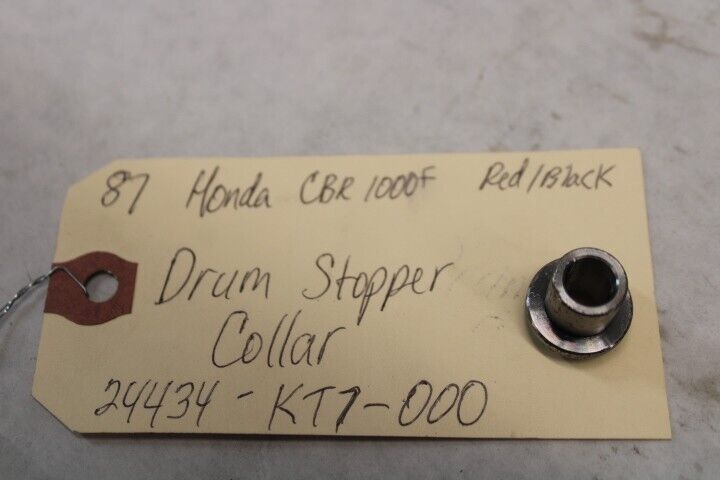 87 Honda CBR 1000F Red/Black
Drum Stopper
Collar
24434-KT7-000